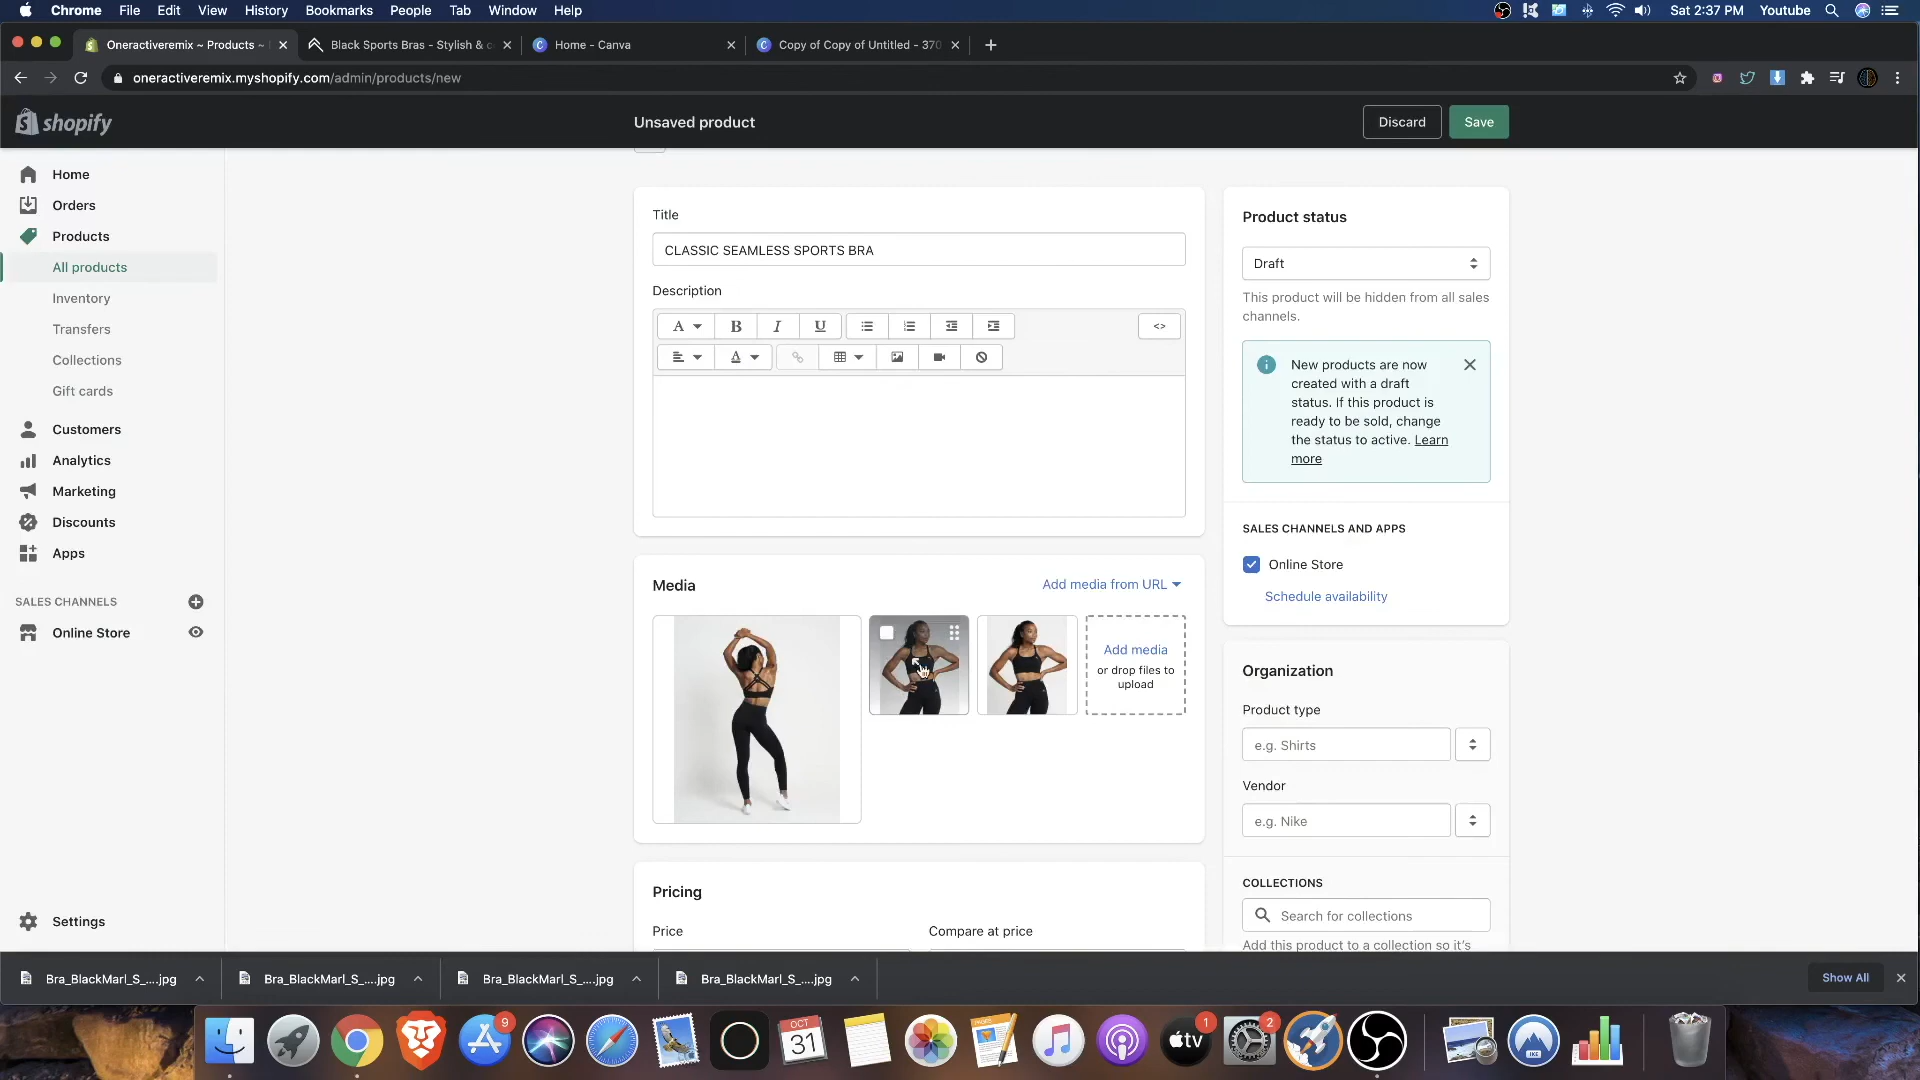 Chrome File Edit View History Bookmarks People Tab Window Help
Sat 2:37 PM Youtube
Oneractiveremix ~ Products ~
Black Sports Bras - Stylish & c
Home - Canva
Copy of Copy of Untitled - 370
oneractiveremix.myshopify.com/admin/products/new
shopify
Unsaved product
Discard
Save
Home
Orders
Products
All products
Inventory
Transfers
Collections
Gift cards
Customers
Analytics
Marketing
Discounts
Apps
SALES CHANNELS
Online Store
Settings
Title
CLASSIC SEAMLESS SPORTS BRA
Description
A B I U
<>
A
Media
Add media from URL
Add media
or drop files to
upload
Pricing
Price
Compare at price
Product status
Draft
This product will be hidden from all sales
channels.
New products are now
created with a draft
status. If this product is
ready to be sold, change
the status to active. Learn
more
SALES CHANNELS AND APPS
Online Store
Schedule availability
Organization
Product type
e.g. Shirts
Vendor
e.g. Nike
COLLECTIONS
Search for collections
Add this product to a collection so it's
Bra_BlackMarl_S_....jpg
Bra_BlackMarl_S_....jpg
Bra_BlackMarl_S_....jpg
Bra_BlackMarl_S_....jpg
Show All
9
OCT
31
tv
1
2